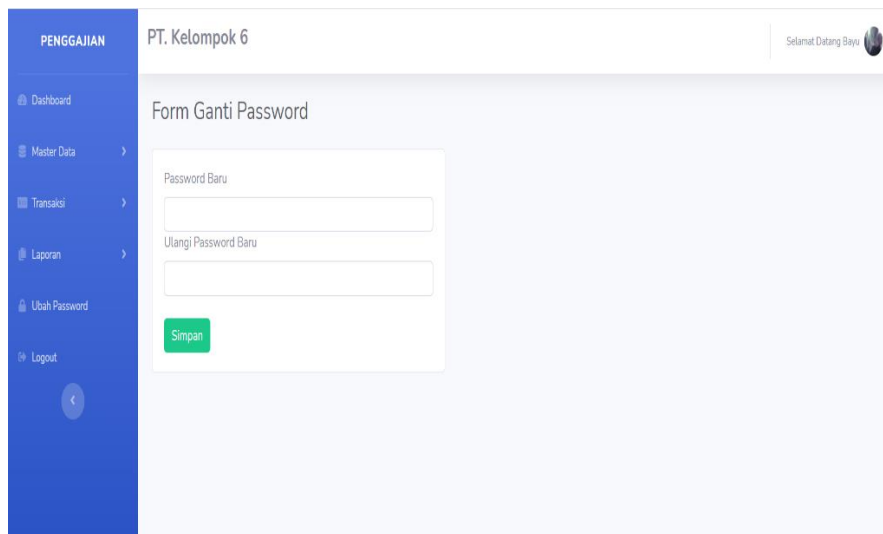 PENGGAJIAN
Dashboard
Master Data
Transaksi
Laporan
Ubah Password
Logout
PT. Kelompok 6
Selamat Datang Bayu
Form Ganti Password
Password Baru
Ulangi Password Baru
Simpan